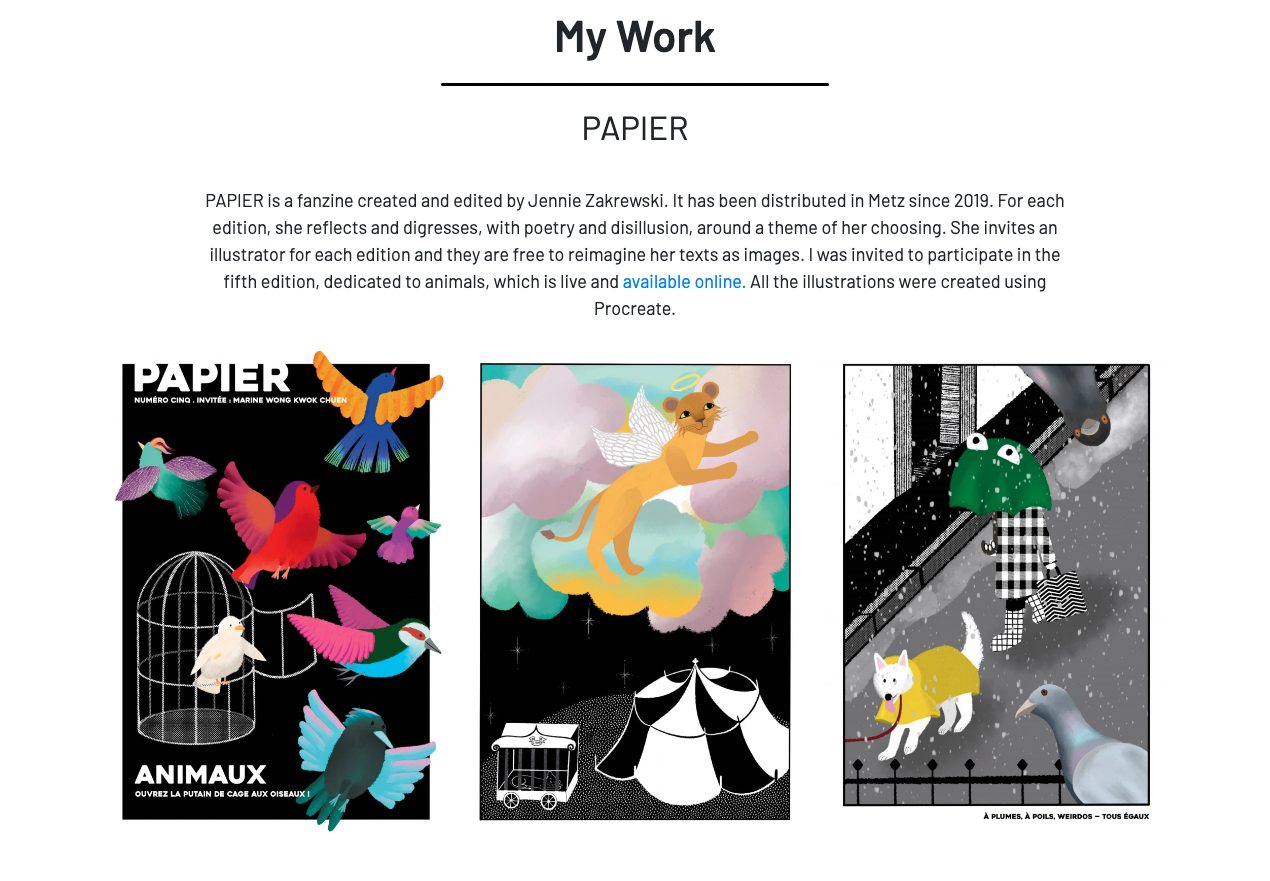 My Work
PAPIER
PAPIER is a fanzine created and edited by Jennie Zakrewski. It has been distributed in Metz since 2019. For each
edition, she reflects and digresses, with poetry and disillusion, around a theme of her choosing. She invites an
illustrator for each edition and they are free to reimagine her texts as images. I was invited to participate in the
fifth edition, dedicated to animals, which is live and available online. All the illustrations were created using
Procreate.
PAPIER
NUMÉRO CINQ . INVITÉE : MARINE WONG KWOK CHUEN
ANIMAUX
OUVREZ LA PUTAIN DE CAGE AUX OISEAUX !
À PLUMES, À POILS, WEIRDOS – TOUS ÉGAUX